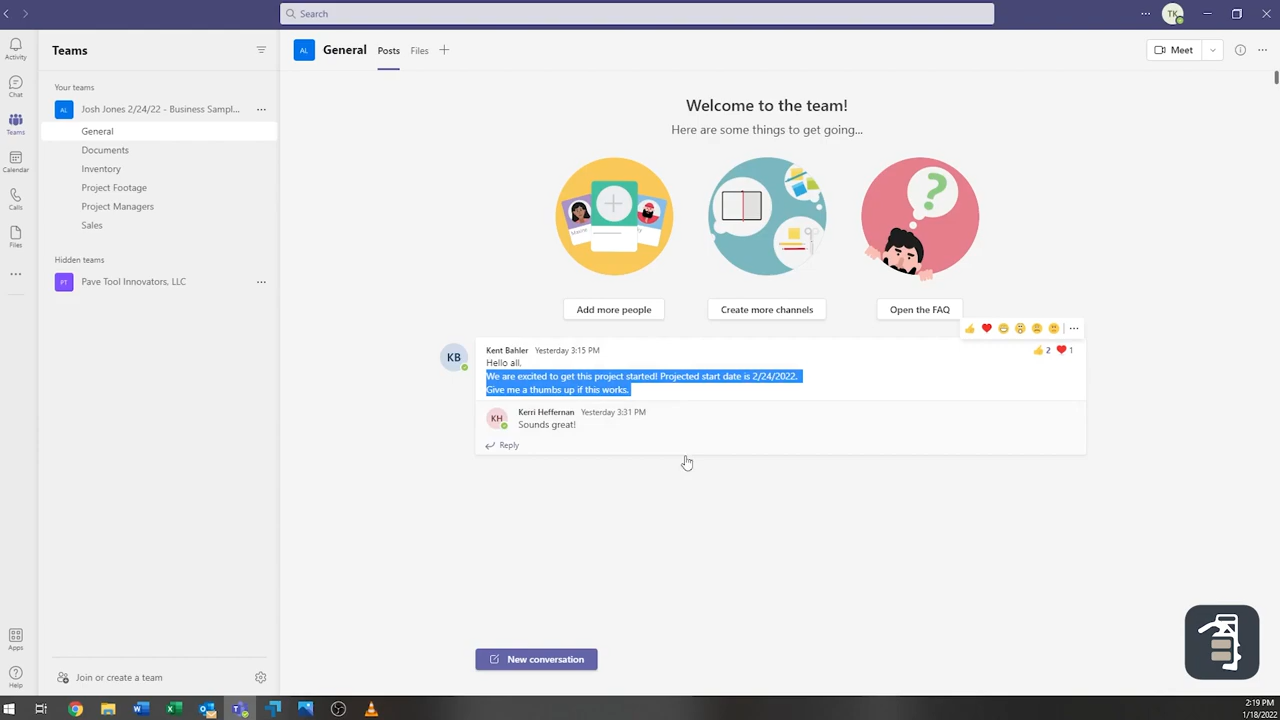 Search
TK
Activity
Chat
Teams
Calendar
Calls
Files
Apps
Help
Teams
Your teams
AL
Josh Jones 2/24/22 - Business Sampl...
General
Documents
Inventory
Project Footage
Project Managers
Sales
Hidden teams
PT
Pave Tool Innovators, LLC
Join or create a team
AL
General
Posts
Files
Meet
Welcome to the team!
Here are some things to get going...
Add more people
Create more channels
Open the FAQ
KB
Kent Bahler Yesterday 3:15 PM
2
1
Hello all,
We are excited to get this project started! Projected start date is 2/24/2022.
Give me a thumbs up if this works.
KH
Kerri Heffernan Yesterday 3:31 PM
Sounds great!
Reply
New conversation
2:19 PM
1/18/2022